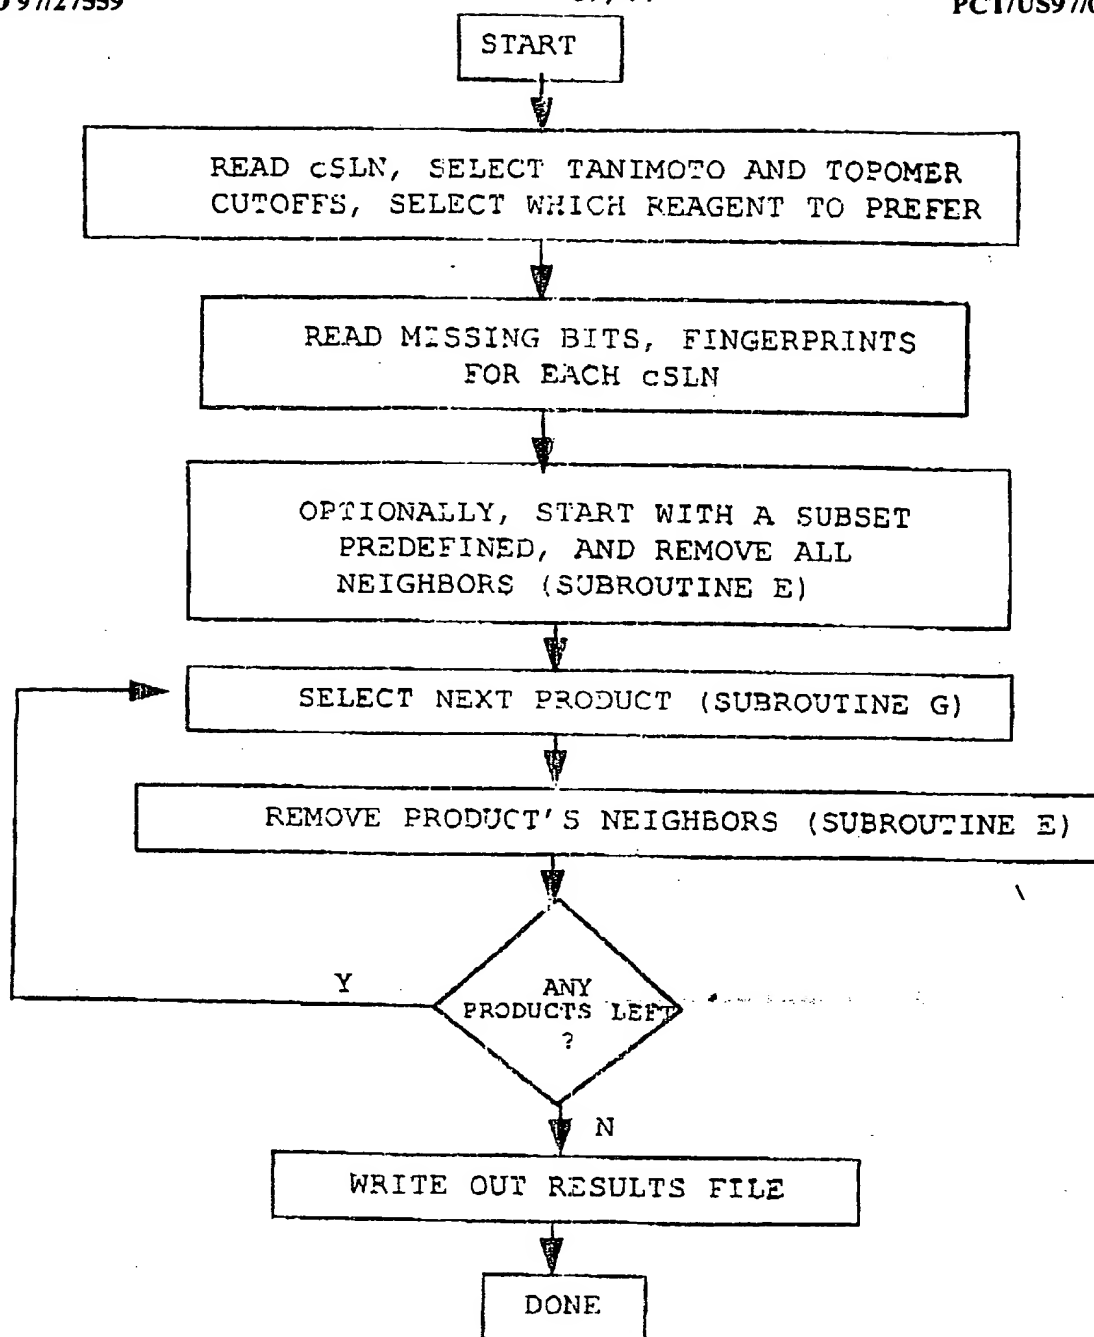 START
READ cSLN, SELECT TANIMOTO AND TOPOMER
CUTOFFS, SELECT WHICH REAGENT TO PREFER
READ MISSING BITS, FINGERPRINTS
FOR EACH cSLN
OPTIONALLY, START WITH A SUBSET
PREDEFINED, AND REMOVE ALL
NEIGHBORS (SUBROUTINE E)
SELECT NEXT PRODUCT (SUBROUTINE G)
REMOVE PRODUCT'S NEIGHBORS (SUBROUTINE E)
Y
ANY
PRODUCTS LEFT
?
N
WRITE OUT RESULTS FILE
DONE